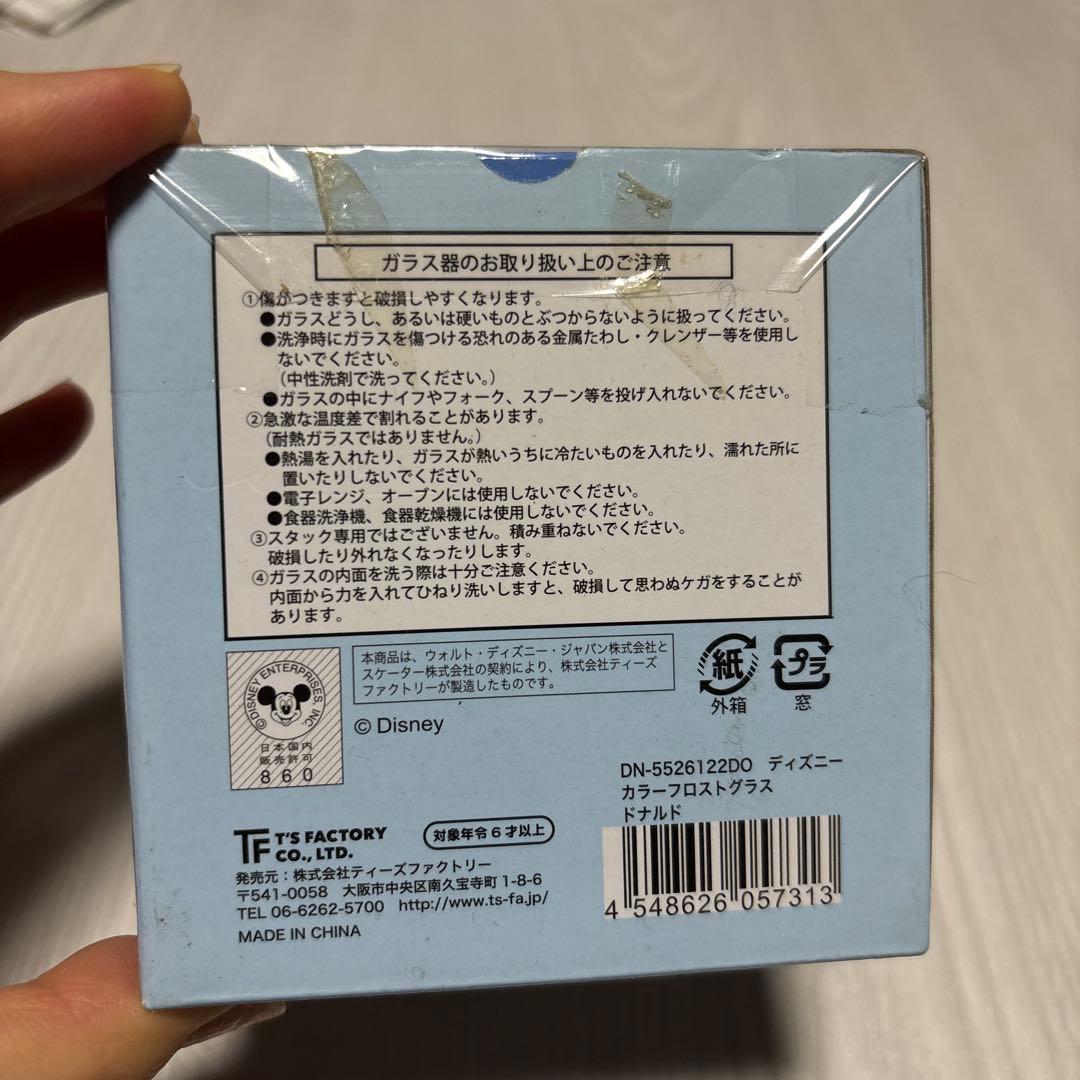 ガラス器のお取り扱い上のご注意
①傷がつきますと破損しやすくなります。
●ガラスどうし、あるいは硬いものとぶつからないように扱ってください。
●洗浄時にガラスを傷つける恐れのある金属たわし・クレンザー等を使用し
ないでください。
（中性洗剤で洗ってください。）
●ガラスの中にナイフやフォーク、スプーン等を投げ入れないでください。
②急激な温度差で割れることがあります。
（耐熱ガラスではありません。）
●熱湯を入れたり、ガラスが熱いうちに冷たいものを入れたり、濡れた所に
置いたりしないでください。
●電子レンジ、オーブンには使用しないでください。
●食器洗浄機、食器乾燥機には使用しないでください。
③スタック専用ではございません。積み重ねないでください。
破損したり外れなくなったりします。
④ガラスの内面を洗う際は十分ご注意ください。
内面から力を入れてひねり洗いしますと、破損して思わぬケガをすることが
あります。
©DISNEY ENTERPRISES, INC.
日本国内
販売許可
860
本商品は、ウォルト・ディズニー・ジャパン株式会社と
スケーター株式会社の契約により、株式会社ティーズ
ファクトリーが製造したものです。
© Disney
紙
外箱
プラ
窓
DN-5526122DO ディズニー
カラーフロストグラス
ドナルド
4 548626 057313
TF T'S FACTORY
CO., LTD.
対象年令6才以上
発売元：株式会社ティーズファクトリー
〒541-0058 大阪市中央区南久宝寺町1-8-6
TEL 06-6262-5700 http://www.ts-fa.jp/
MADE IN CHINA